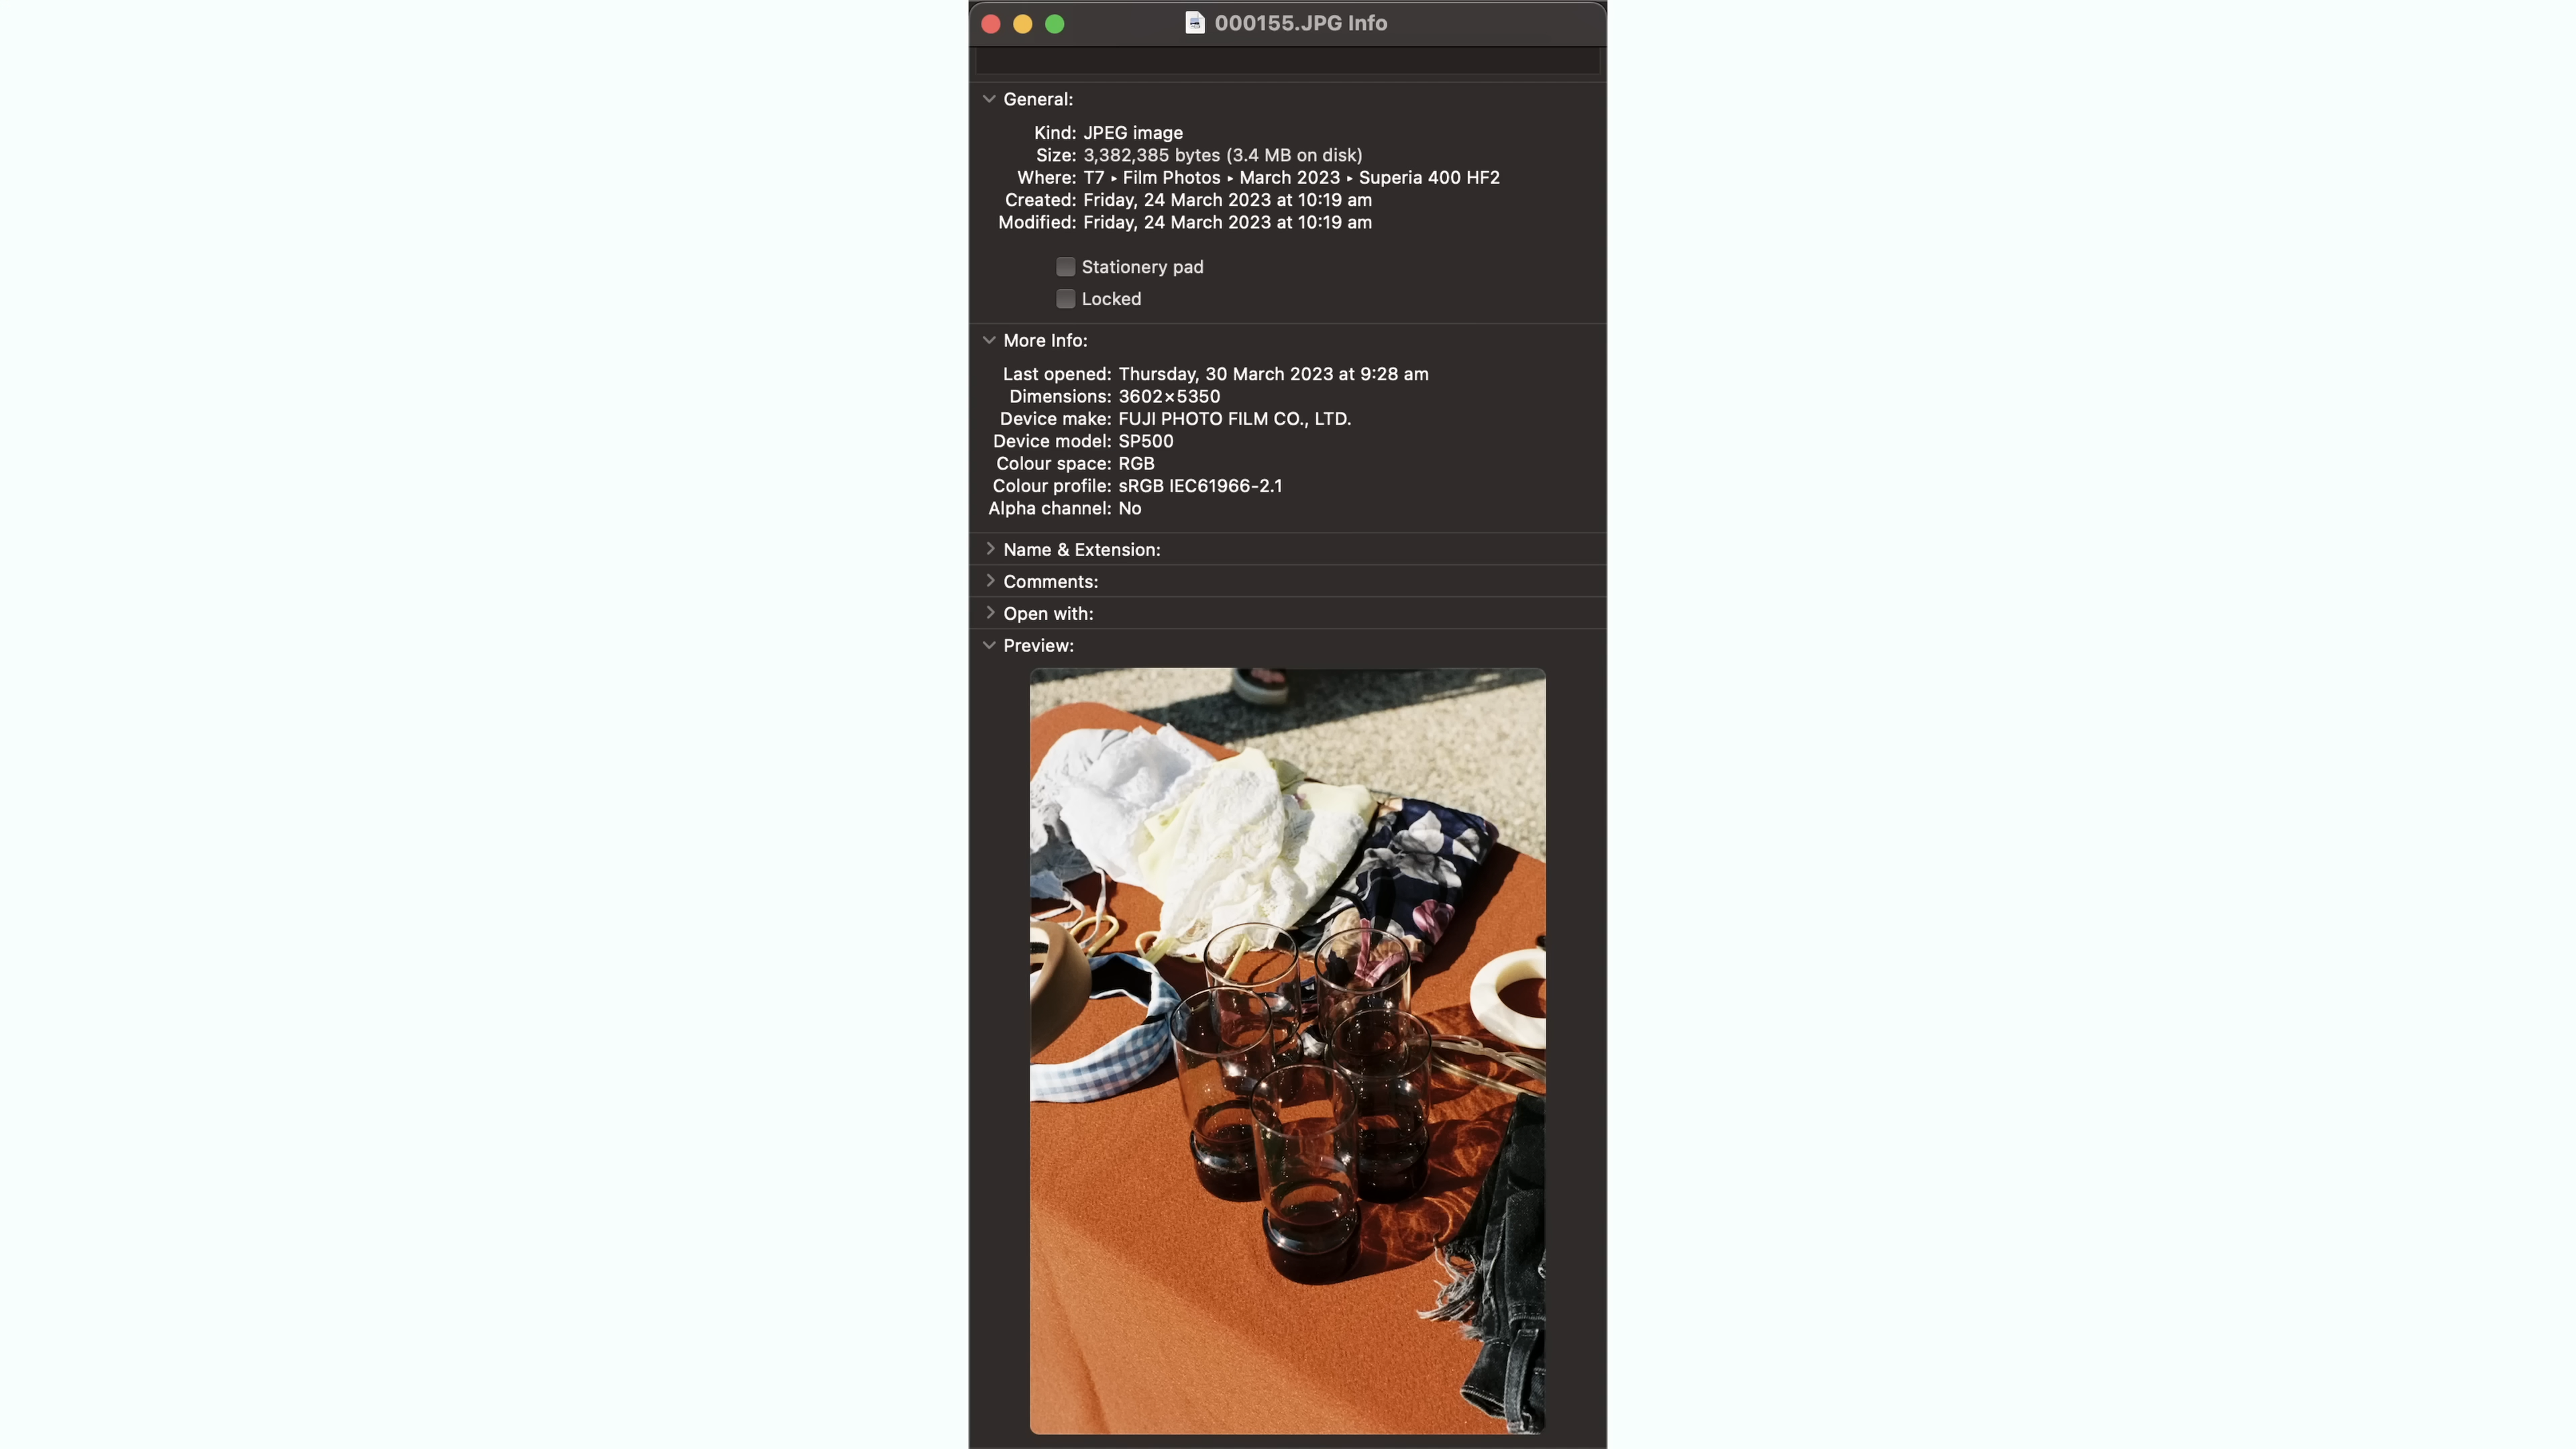 000155.JPG Info
General:
Kind: JPEG image
Size: 3,382,385 bytes (3.4 MB on disk)
Where: T7 ▸ Film Photos ▸ March 2023 ▸ Superia 400 HF2
Created: Friday, 24 March 2023 at 10:19 am
Modified: Friday, 24 March 2023 at 10:19 am
Stationery pad
Locked
More Info:
Last opened: Thursday, 30 March 2023 at 9:28 am
Dimensions: 3602×5350
Device make: FUJI PHOTO FILM CO., LTD.
Device model: SP500
Colour space: RGB
Colour profile: sRGB IEC61966-2.1
Alpha channel: No
Name & Extension:
Comments:
Open with:
Preview: